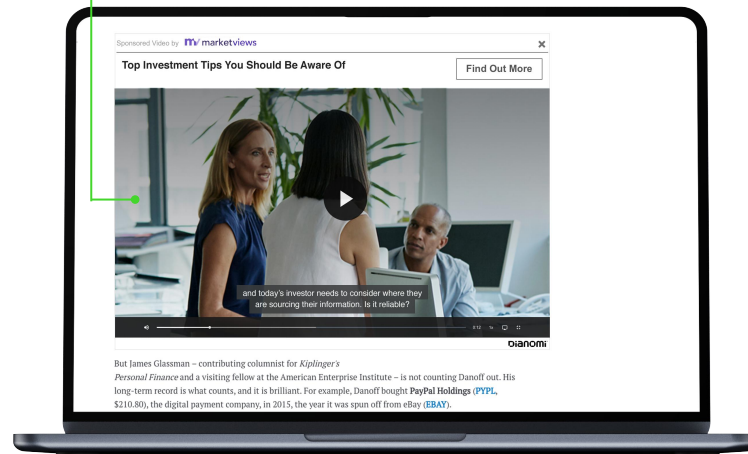 Sponsored Video by mv marketviews
Top Investment Tips You Should Be Aware Of
Find Out More
and today's investor needs to consider where they
are sourcing their information. Is it reliable?
0:12 1x
Dianomi
But James Glassman – contributing columnist for Kiplinger's
Personal Finance and a visiting fellow at the American Enterprise Institute – is not counting Danoff out. His
long-term record is what counts, and it is brilliant. For example, Danoff bought PayPal Holdings (PYPL,
$210.80), the digital payment company, in 2015, the year it was spun off from eBay (EBAY).